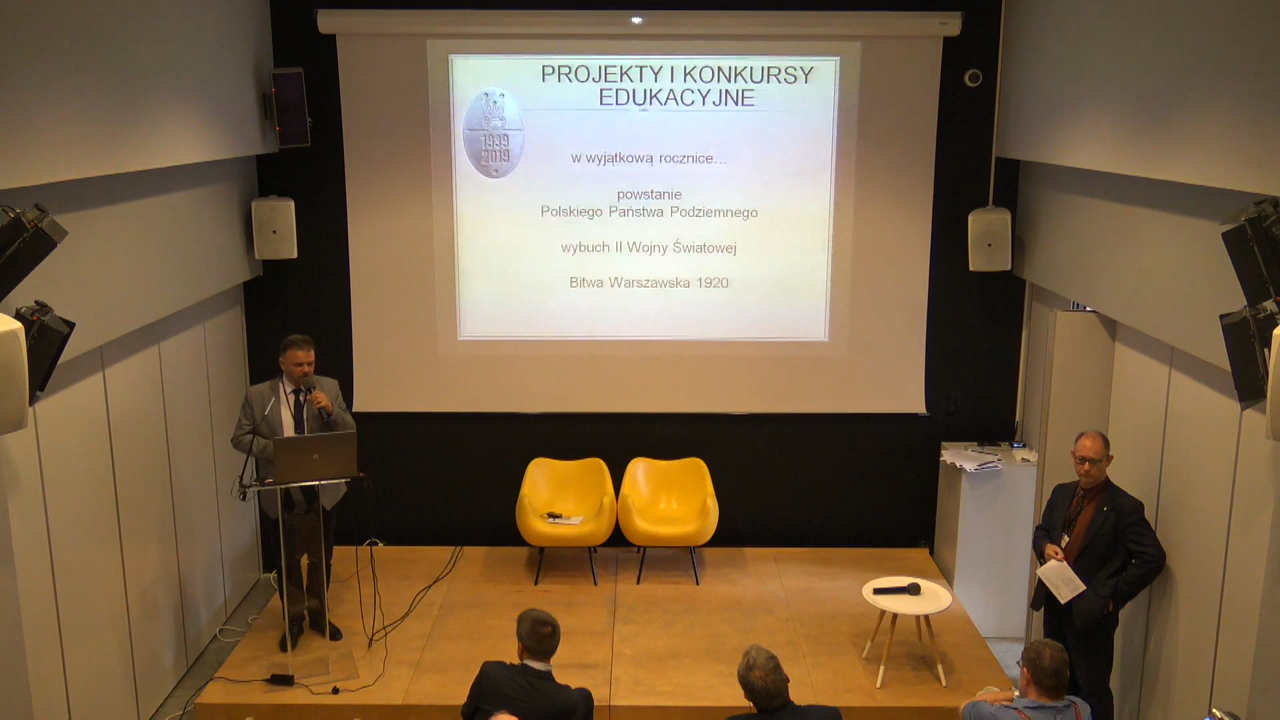 PROJEKTY I KONKURSY
EDUKACYJNE
1939
2019
w wyjątkową rocznice...
powstanie
Polskiego Państwa Podziemnego
wybuch II Wojny Światowej
Bitwa Warszawska 1920